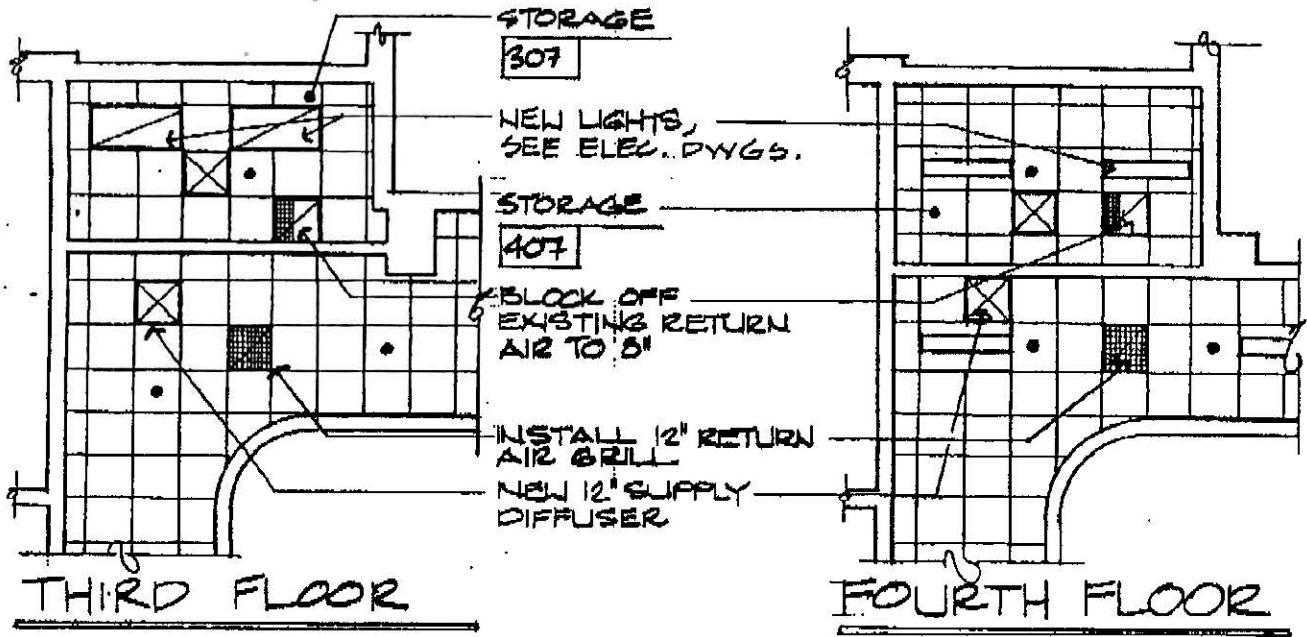 STORAGE
307
NEW LIGHTS,
SEE ELEC. DWGS.
STORAGE
407
BLOCK OFF
EXISTING RETURN
AIR TO 8"
INSTALL 12" RETURN
AIR GRILL
NEW 12" SUPPLY
DIFFUSER
THIRD FLOOR
FOURTH FLOOR